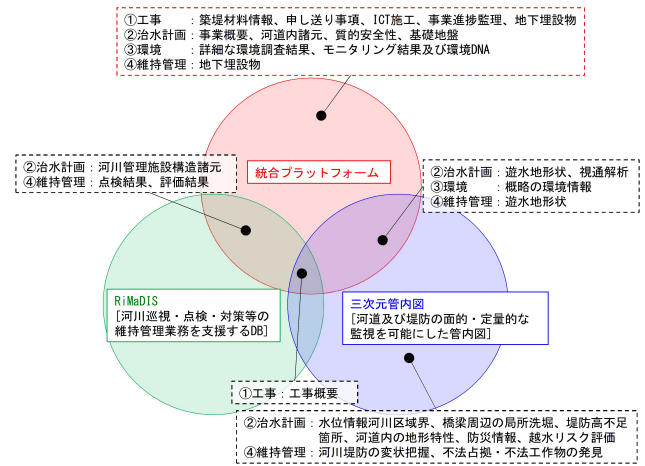 ①工事　　：築堤材料情報、申し送り事項、ICT施工、事業進捗監理、地下埋設物
②治水計画：事業概要、河道内諸元、質的安全性、基礎地盤
③環境　　：詳細な環境調査結果、モニタリング結果及び環境DNA
④維持管理：地下埋設物
②治水計画：河川管理施設構造諸元
④維持管理：点検結果、評価結果
統合プラットフォーム
②治水計画：遊水地形状、視通解析
③環境　　：概略の環境情報
④維持管理：遊水地形状
RiMaDIS
[河川巡視・点検・対策等の
維持管理業務を支援するDB]
三次元管内図
[河道及び堤防の面的・定量的な
監視を可能にした管内図]
①工事：工事概要
②治水計画：水位情報河川区域界、橋梁周辺の局所洗堀、堤防高不足
箇所、河道内の地形特性、防災情報、越水リスク評価
④維持管理：河川堤防の変状把握、不法占拠・不法工作物の発見